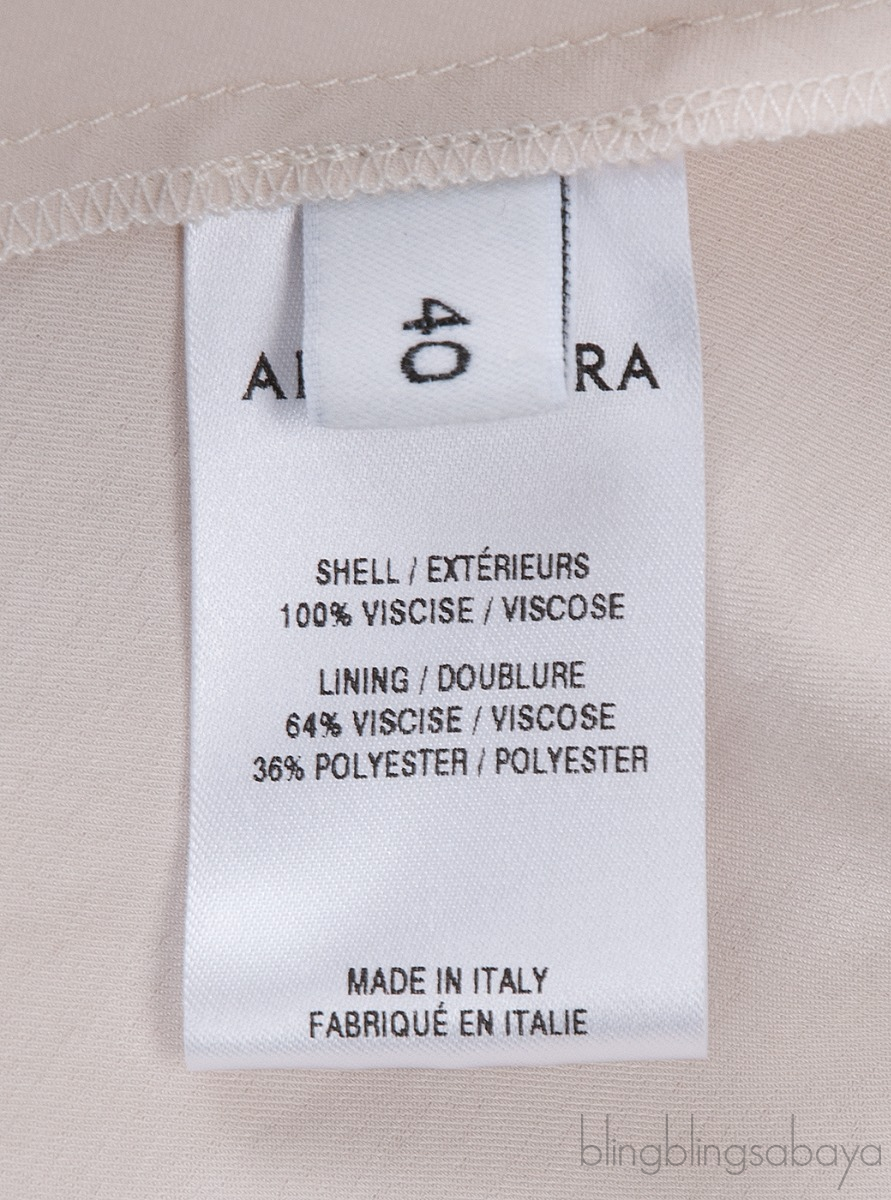 40
RA
SHELL / EXTÉRIEURS
100% VISCISE / VISCOSE
LINING / DOUBLURE
64% VISCISE / VISCOSE
36% POLYESTER / POLYESTER
MADE IN ITALY
FABRIQUÉ EN ITALIE
blingblingsabaya